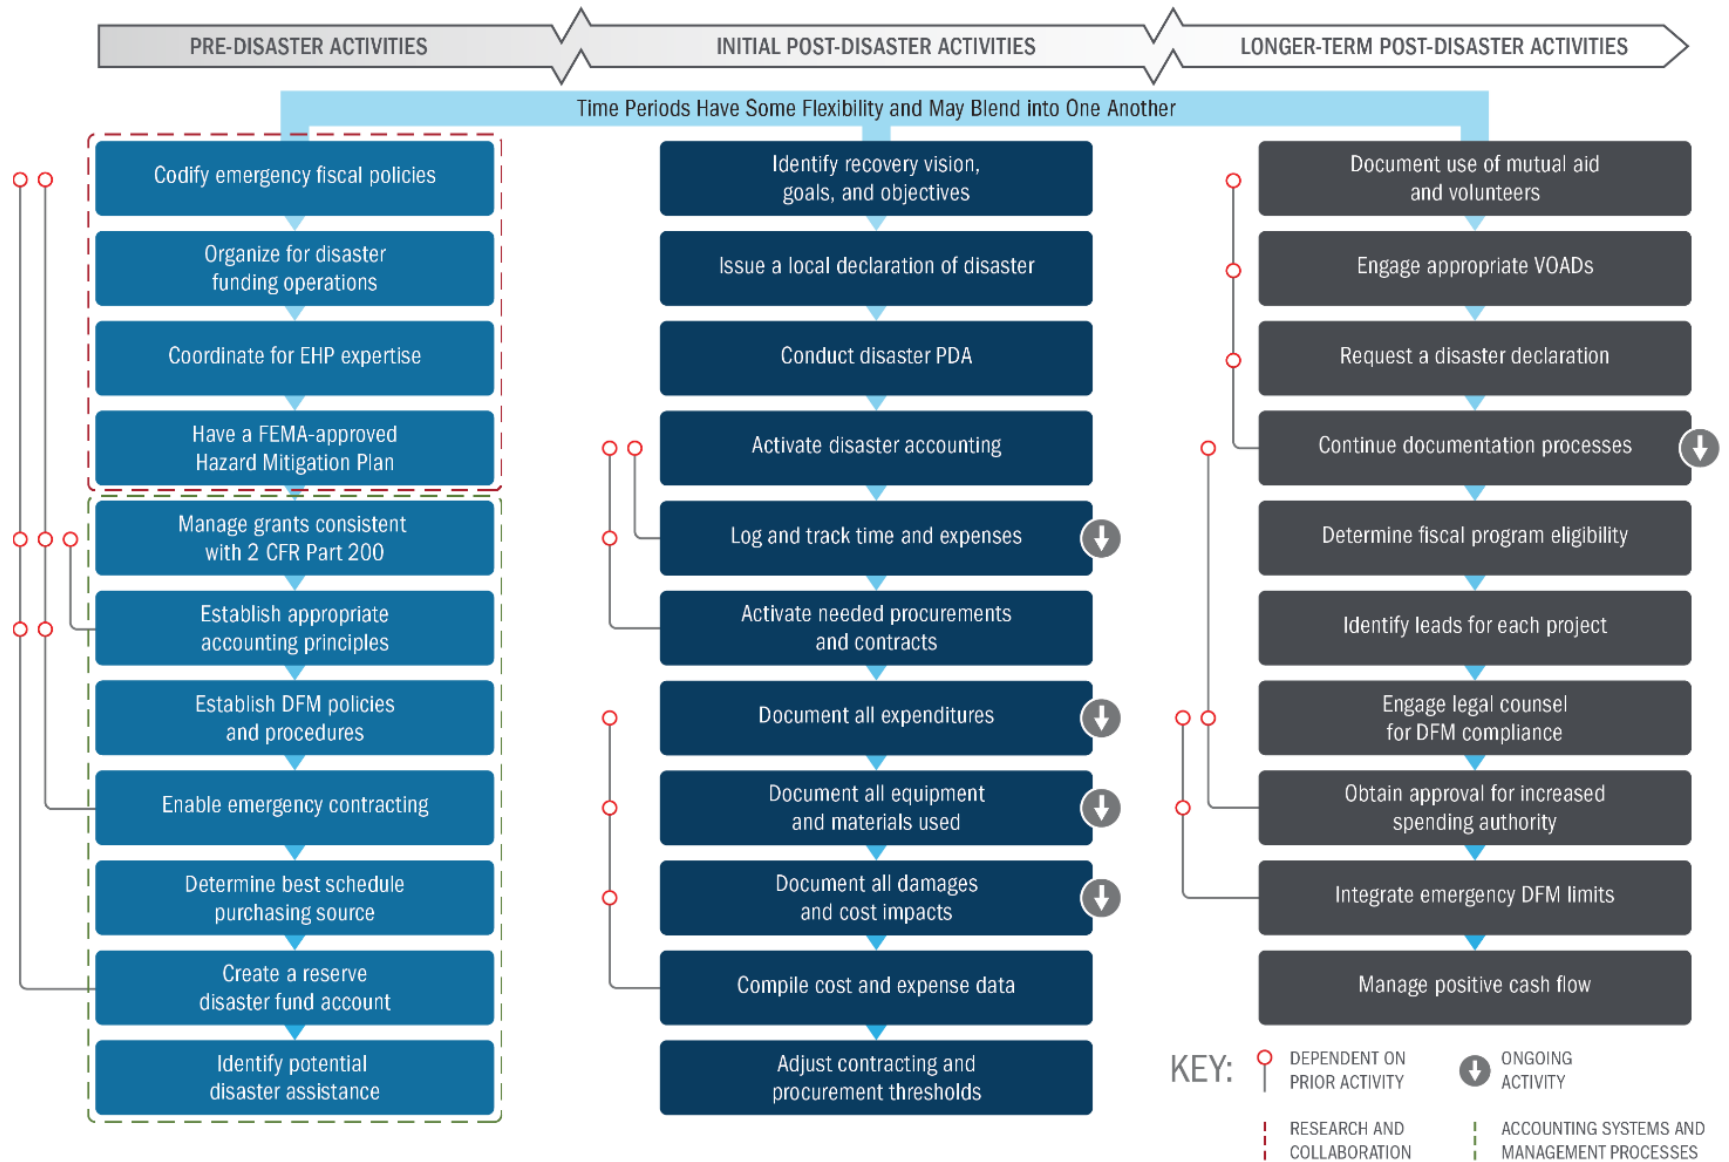 PRE-DISASTER ACTIVITIES
INITIAL POST-DISASTER ACTIVITIES
LONGER-TERM POST-DISASTER ACTIVITIES
Time Periods Have Some Flexibility and May Blend into One Another
Codify emergency fiscal policies
Organize for disaster
funding operations
Coordinate for EHP expertise
Have a FEMA-approved
Hazard Mitigation Plan
Manage grants consistent
with 2 CFR Part 200
Establish appropriate
accounting principles
Establish DFM policies
and procedures
Enable emergency contracting
Determine best schedule
purchasing source
Create a reserve
disaster fund account
Identify potential
disaster assistance
Identify recovery vision,
goals, and objectives
Issue a local declaration of disaster
Conduct disaster PDA
Activate disaster accounting
Log and track time and expenses
Activate needed procurements
and contracts
Document all expenditures
Document all equipment
and materials used
Document all damages
and cost impacts
Compile cost and expense data
Adjust contracting and
procurement thresholds
Document use of mutual aid
and volunteers
Engage appropriate VOADs
Request a disaster declaration
Continue documentation processes
Determine fiscal program eligibility
Identify leads for each project
Engage legal counsel
for DFM compliance
Obtain approval for increased
spending authority
Integrate emergency DFM limits
Manage positive cash flow
KEY:
DEPENDENT ON
PRIOR ACTIVITY
ONGOING
ACTIVITY
RESEARCH AND
COLLABORATION
ACCOUNTING SYSTEMS AND
MANAGEMENT PROCESSES